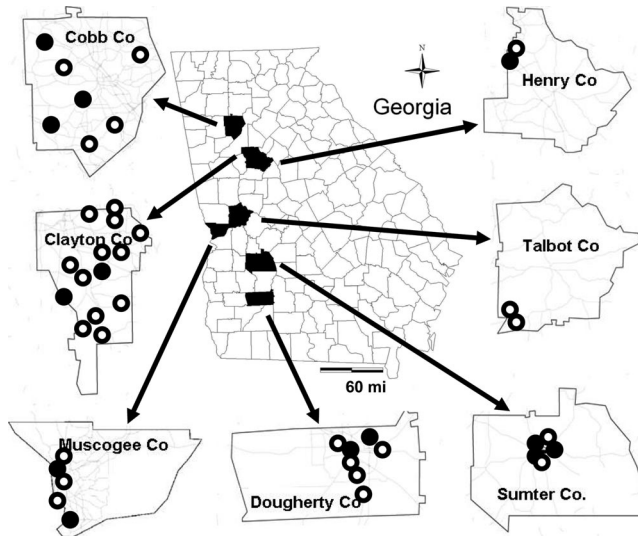 Cobb Co
N
Henry Co
Georgia
Clayton Co
Talbot Co
60 mi
Muscogee Co
Dougherty Co
Sumter Co.